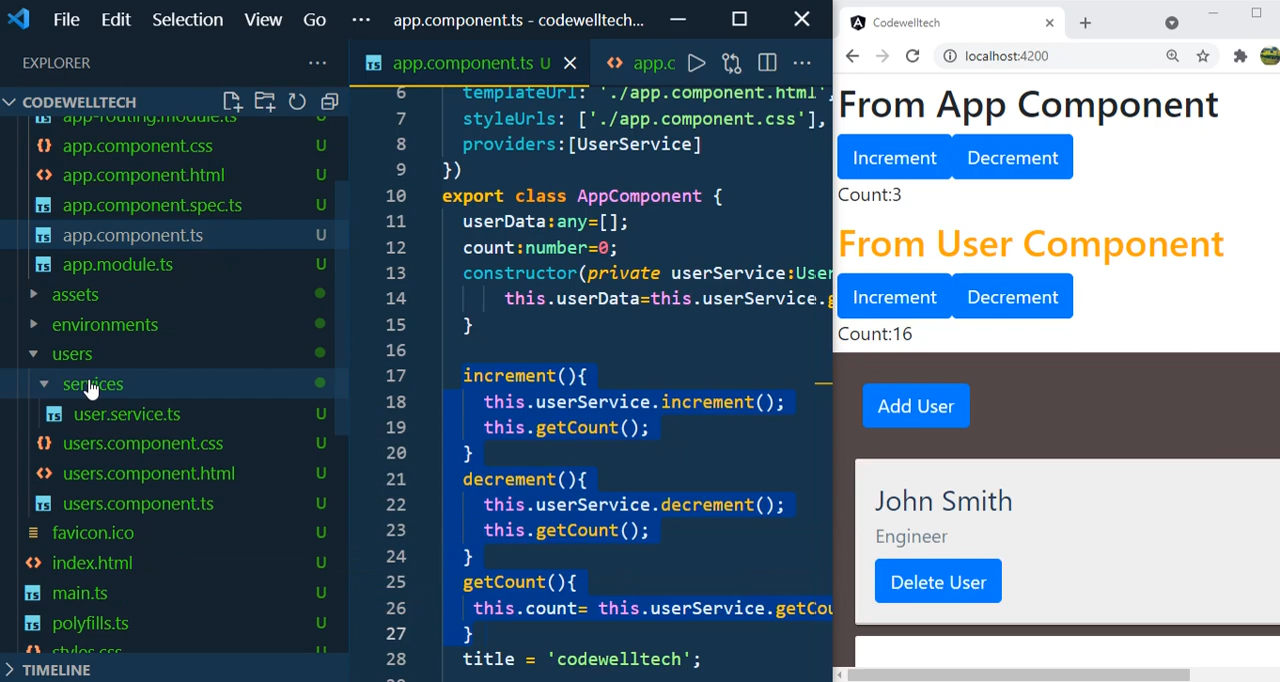 File Edit Selection View Go ··· app.component.ts - codewelltech...
EXPLORER
CODEWELLTECH
app-routing.module.ts U
app.component.css U
app.component.html U
app.component.spec.ts U
app.component.ts U
app.module.ts U
assets
environments
users
services
user.service.ts U
users.component.css U
users.component.html U
users.component.ts U
favicon.ico U
index.html U
main.ts U
polyfills.ts U
styles.css U
TIMELINE
app.component.ts U app.c
6 templateUrl: './app.component.html',
7 styleUrls: ['./app.component.css'],
8 providers:[UserService]
9 })
10 export class AppComponent {
11 userData:any=[];
12 count:number=0;
13 constructor(private userService:User
14 this.userData=this.userService.g
15 }
16
17 increment(){
18 this.userService.increment();
19 this.getCount();
20 }
21 decrement(){
22 this.userService.decrement();
23 this.getCount();
24 }
25 getCount(){
26 this.count= this.userService.getCou
27 }
28 title = 'codewelltech';
Codewelltech
localhost:4200
From App Component
Increment Decrement
Count:3
From User Component
Increment Decrement
Count:16
Add User
John Smith
Engineer
Delete User